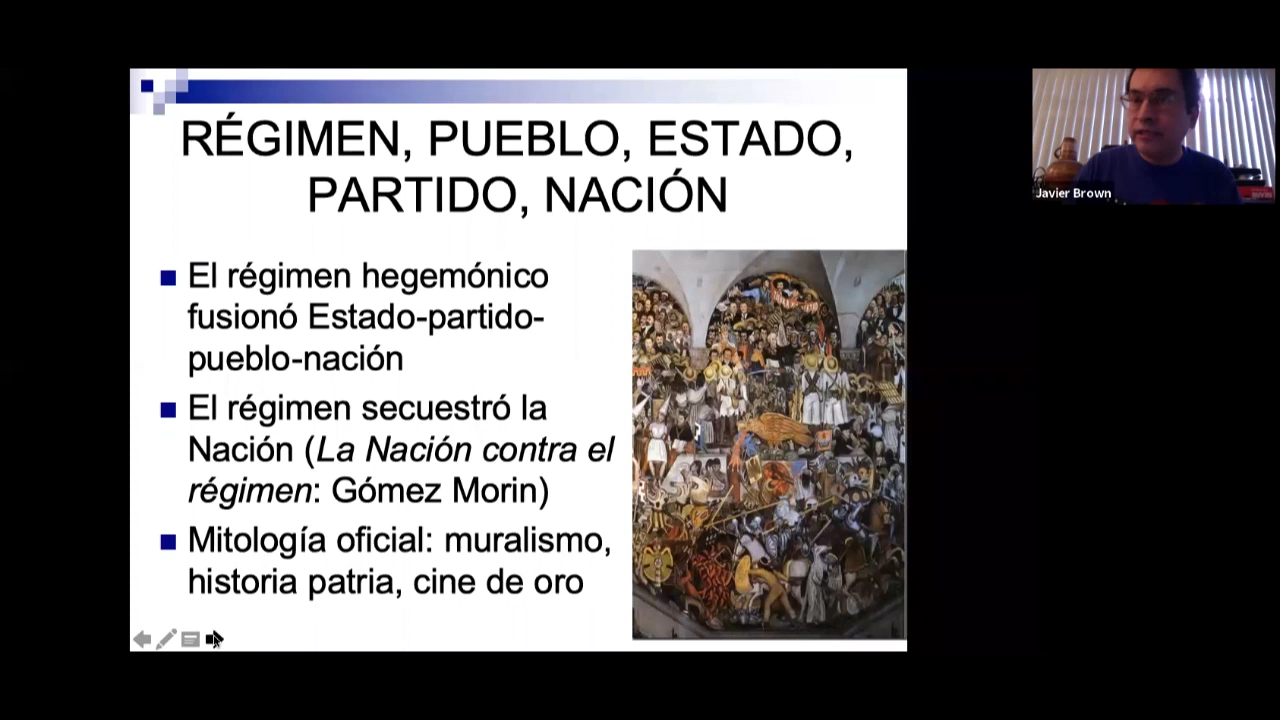 RÉGIMEN, PUEBLO, ESTADO,
PARTIDO, NACIÓN
El régimen hegemónico
fusionó Estado-partido-
pueblo-nación
El régimen secuestró la
Nación (La Nación contra el
régimen: Gómez Morin)
Mitología oficial: muralismo,
historia patria, cine de oro
Javier Brown